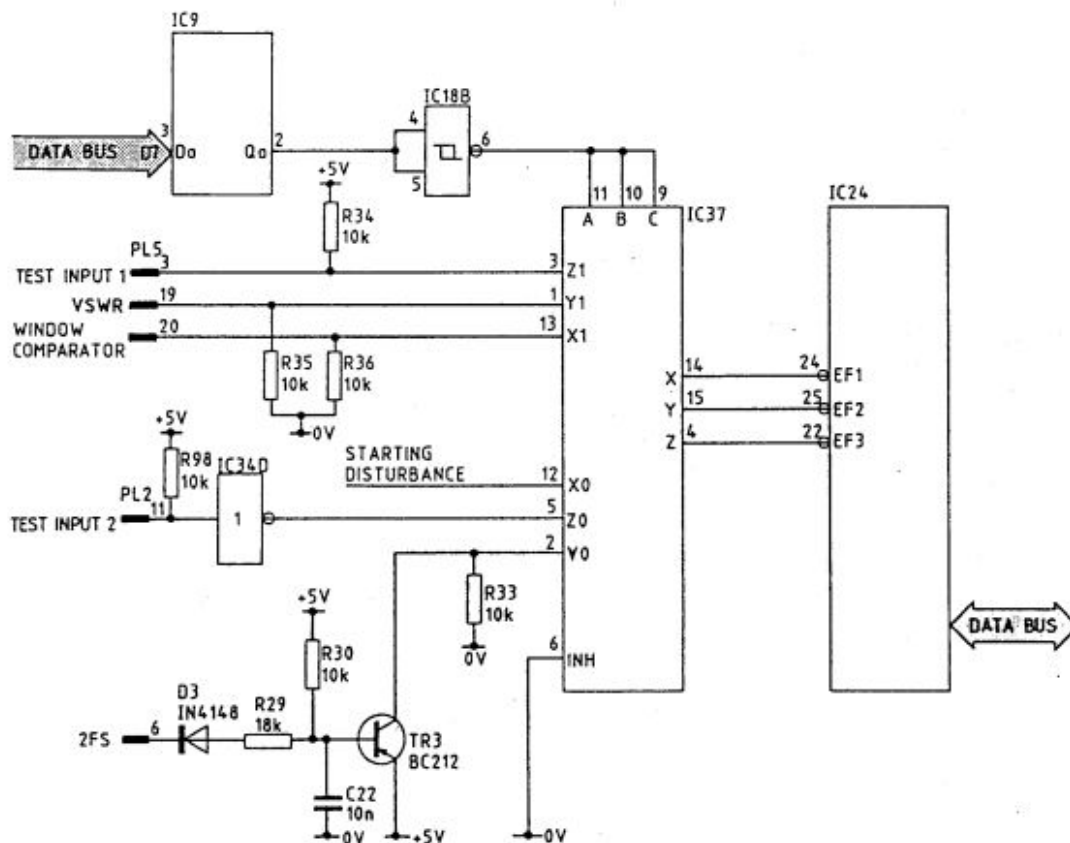 IC9
IC18B
4
6
5
3
DATA BUS D7
Da
Qa
2
+5V
11
10
9
A
B
C
IC37
IC24
R34
10k
PL5
3
TEST INPUT 1
3
Z1
VSWR
19
1
Y1
WINDOW
COMPARATOR
20
13
X1
R35
10k
R36
10k
0V
X
14
24
EF1
Y
15
25
EF2
Z
4
22
EF3
+5V
R98
10k
IC34D
1
PL2
11
TEST INPUT 2
STARTING
DISTURBANCE
12
X0
5
Z0
2
Y0
R33
10k
0V
DATA BUS
+5V
R30
10k
6
INH
D3
IN4148
R29
18k
2FS
6
TR3
BC212
C22
10n
0V
+5V
0V